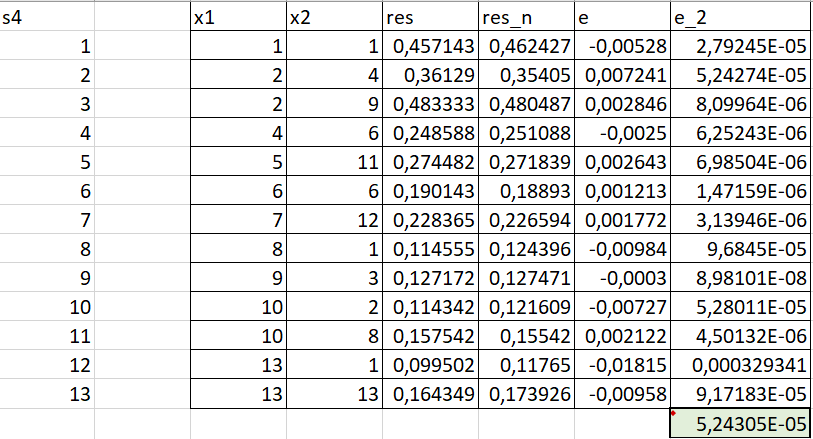 s4 x1 x2 res res_n e e_2
1 1 1 0,457143 0,462427 -0,00528 2,79245E-05
2 2 4 0,36129 0,35405 0,007241 5,24274E-05
3 2 9 0,483333 0,480487 0,002846 8,09964E-06
4 4 6 0,248588 0,251088 -0,0025 6,25243E-06
5 5 11 0,274482 0,271839 0,002643 6,98504E-06
6 6 6 0,190143 0,18893 0,001213 1,47159E-06
7 7 12 0,228365 0,226594 0,001772 3,13946E-06
8 8 1 0,114555 0,124396 -0,00984 9,6845E-05
9 9 3 0,127172 0,127471 -0,0003 8,98101E-08
10 10 2 0,114342 0,121609 -0,00727 5,28011E-05
11 10 8 0,157542 0,15542 0,002122 4,50132E-06
12 13 1 0,099502 0,11765 -0,01815 0,000329341
13 13 13 0,164349 0,173926 -0,00958 9,17183E-05
5,24305E-05